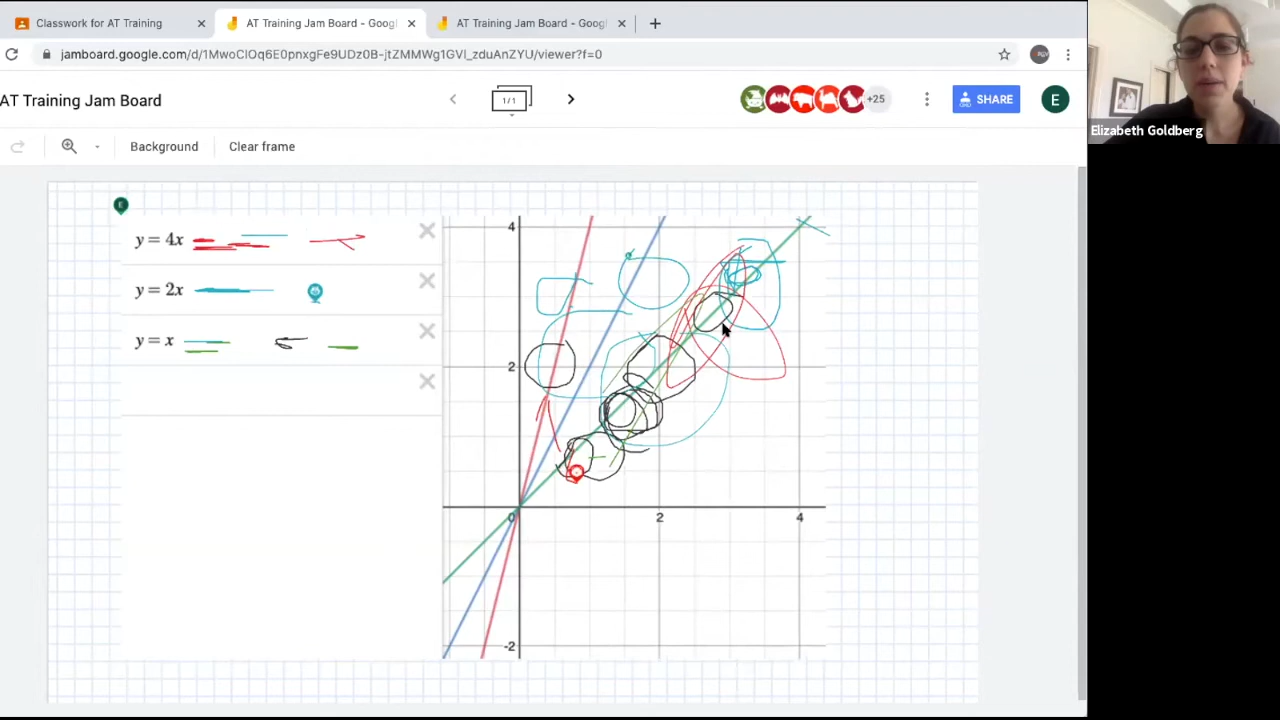 Classwork for AT Training
AT Training Jam Board - Googl
AT Training Jam Board - Goog
jamboard.google.com/d/1MwoClOq6E0pnxgFe9UDz0B-jtZMMWg1GVl_zduAnZYU/viewer?f=0
AT Training Jam Board
1/1
+25
SHARE
E
Elizabeth Goldberg
Background
Clear frame
E
y = 4x
y = 2x
y = x
4
2
0
2
4
-2